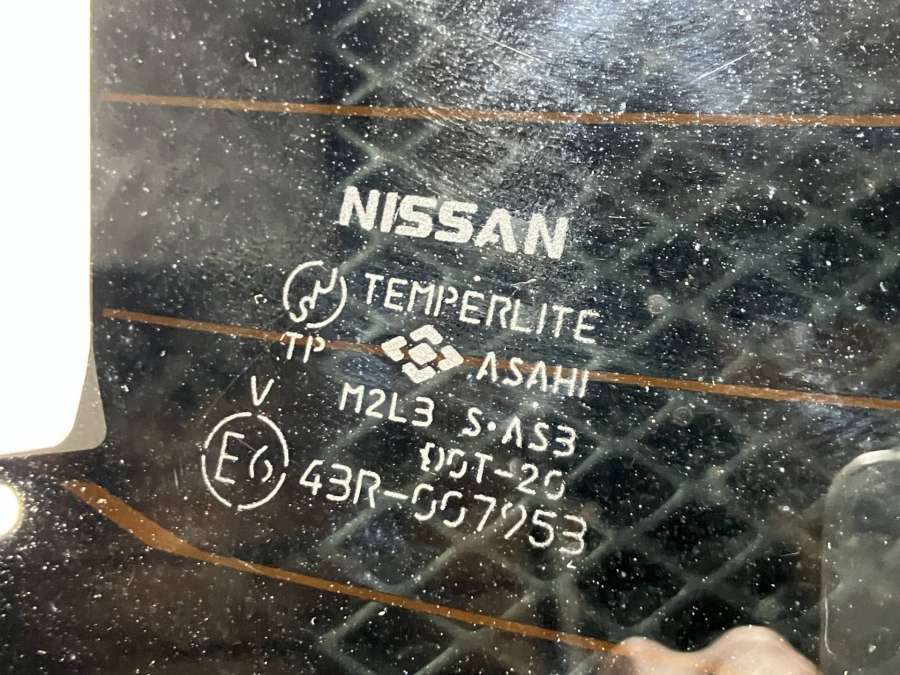 NISSAN
TEMPERLITE
TP ASAHI
V M2L3 S·AS3
DOT-20
E6 43R-007953